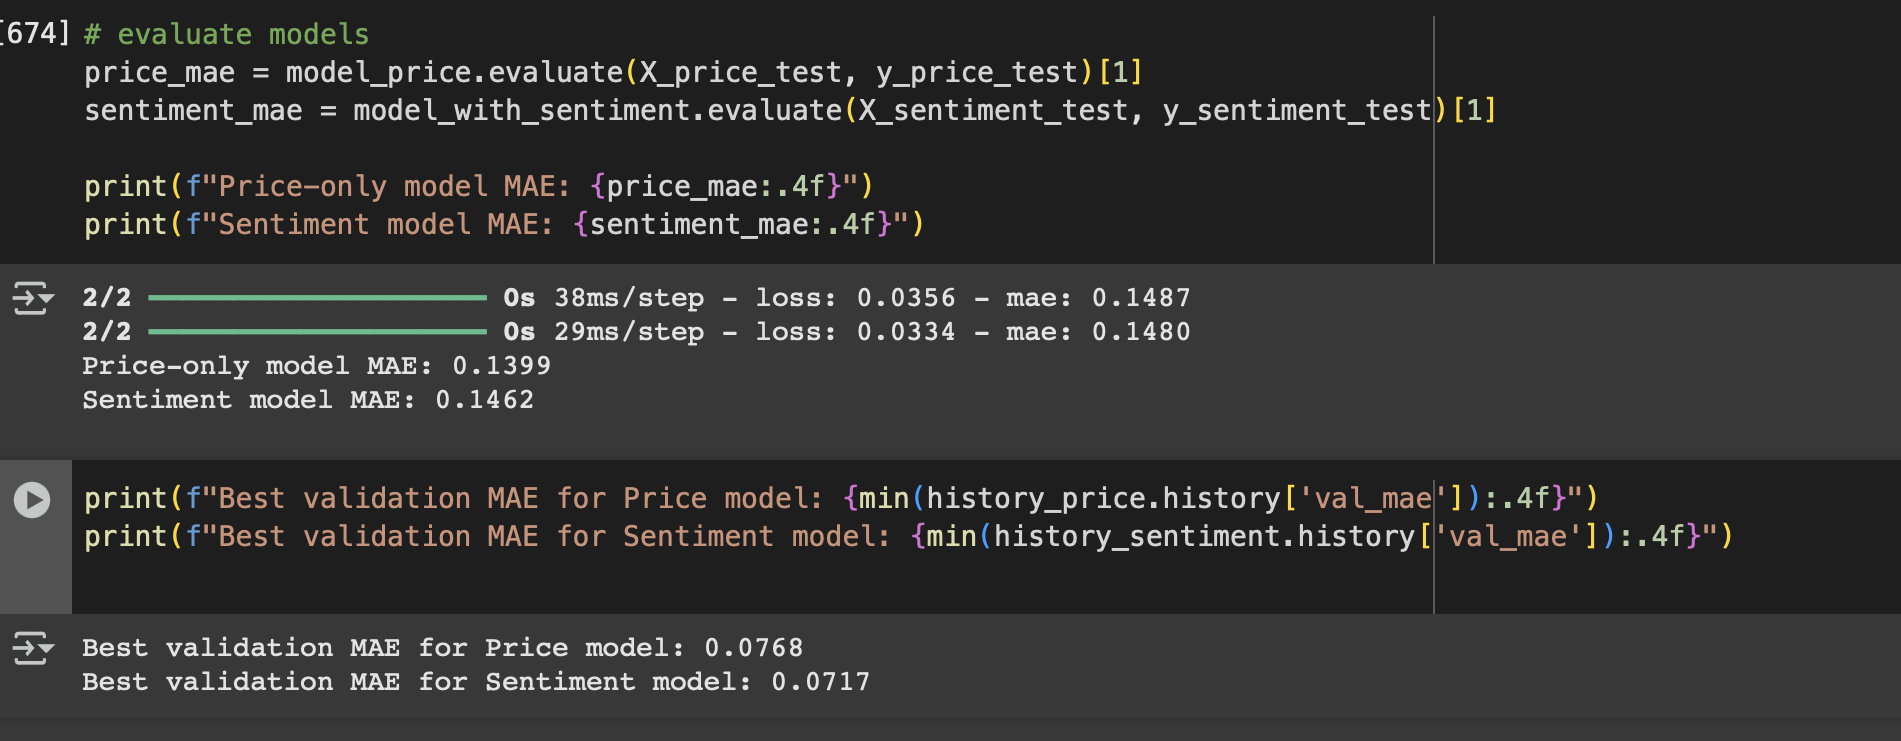 [674] # evaluate models
price_mae = model_price.evaluate(X_price_test, y_price_test)[1]
sentiment_mae = model_with_sentiment.evaluate(X_sentiment_test, y_sentiment_test)[1]
print(f"Price-only model MAE: {price_mae:.4f}")
print(f"Sentiment model MAE: {sentiment_mae:.4f}")
2/2 ━━━━━━━━━━━━━━━━━━━━ 0s 38ms/step - loss: 0.0356 - mae: 0.1487
2/2 ━━━━━━━━━━━━━━━━━━━━ 0s 29ms/step - loss: 0.0334 - mae: 0.1480
Price-only model MAE: 0.1399
Sentiment model MAE: 0.1462
print(f"Best validation MAE for Price model: {min(history_price.history['val_mae']):.4f}")
print(f"Best validation MAE for Sentiment model: {min(history_sentiment.history['val_mae']):.4f}")
Best validation MAE for Price model: 0.0768
Best validation MAE for Sentiment model: 0.0717